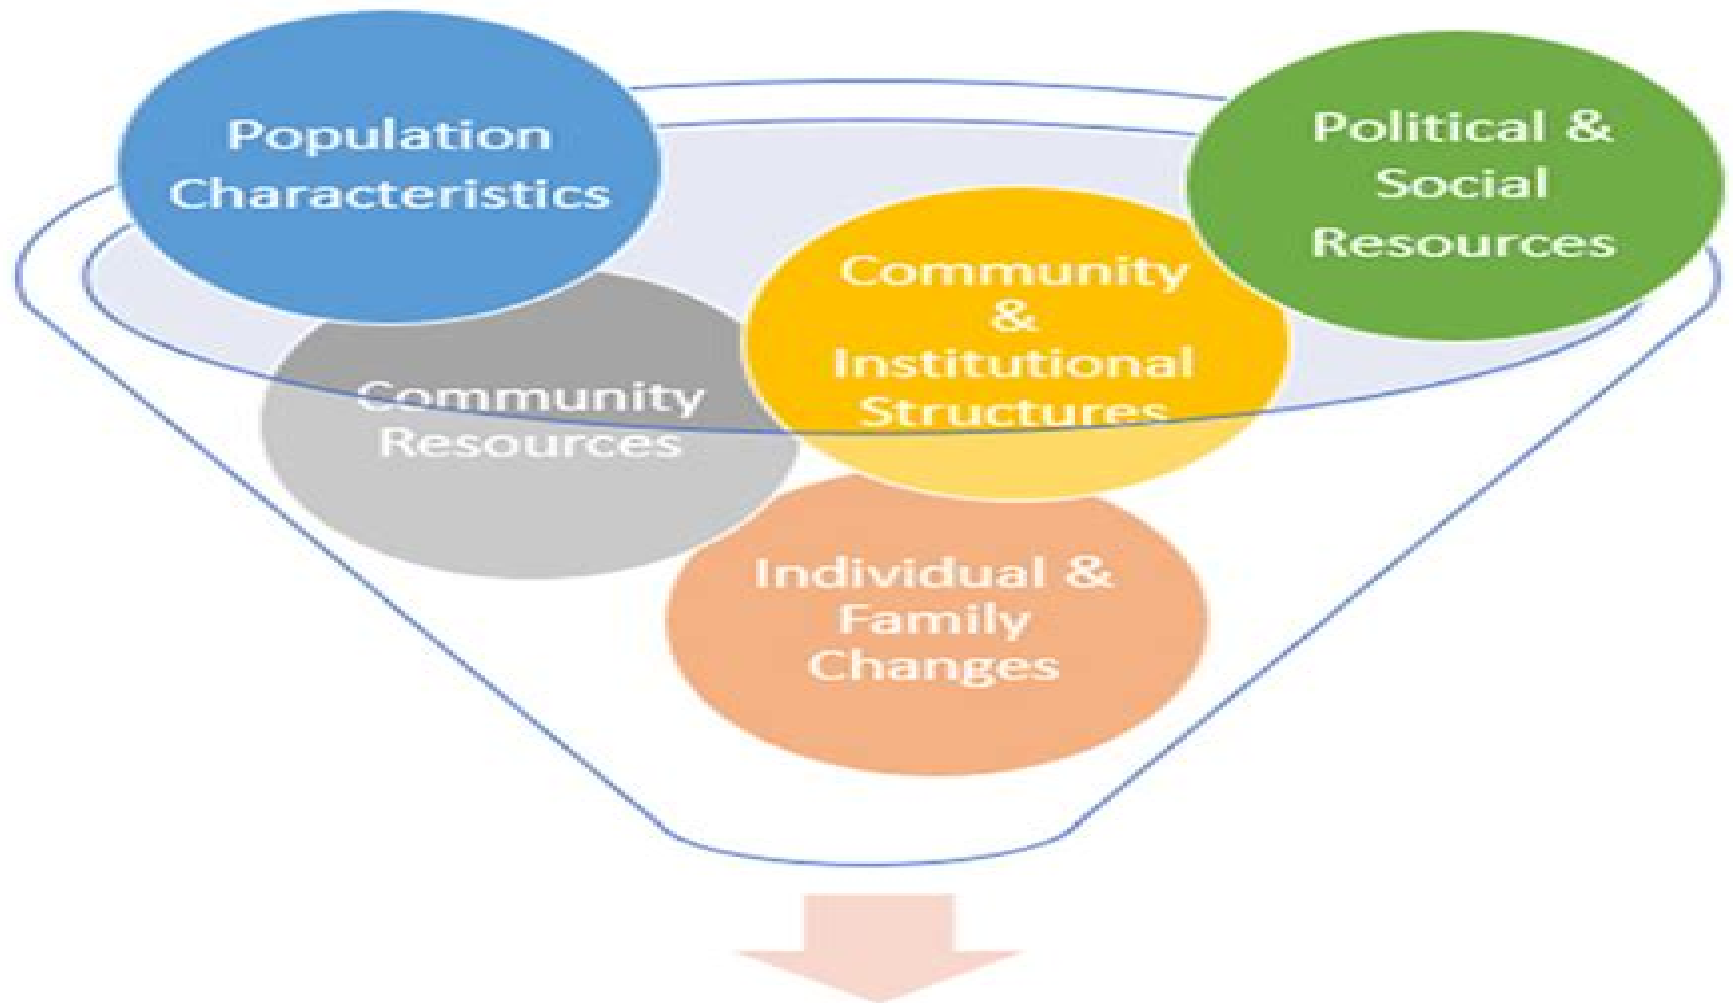 Population
Characteristics
Political &
Social
Resources
Community
&
Institutional
Structures
Community
Resources
Individual &
Family
Changes